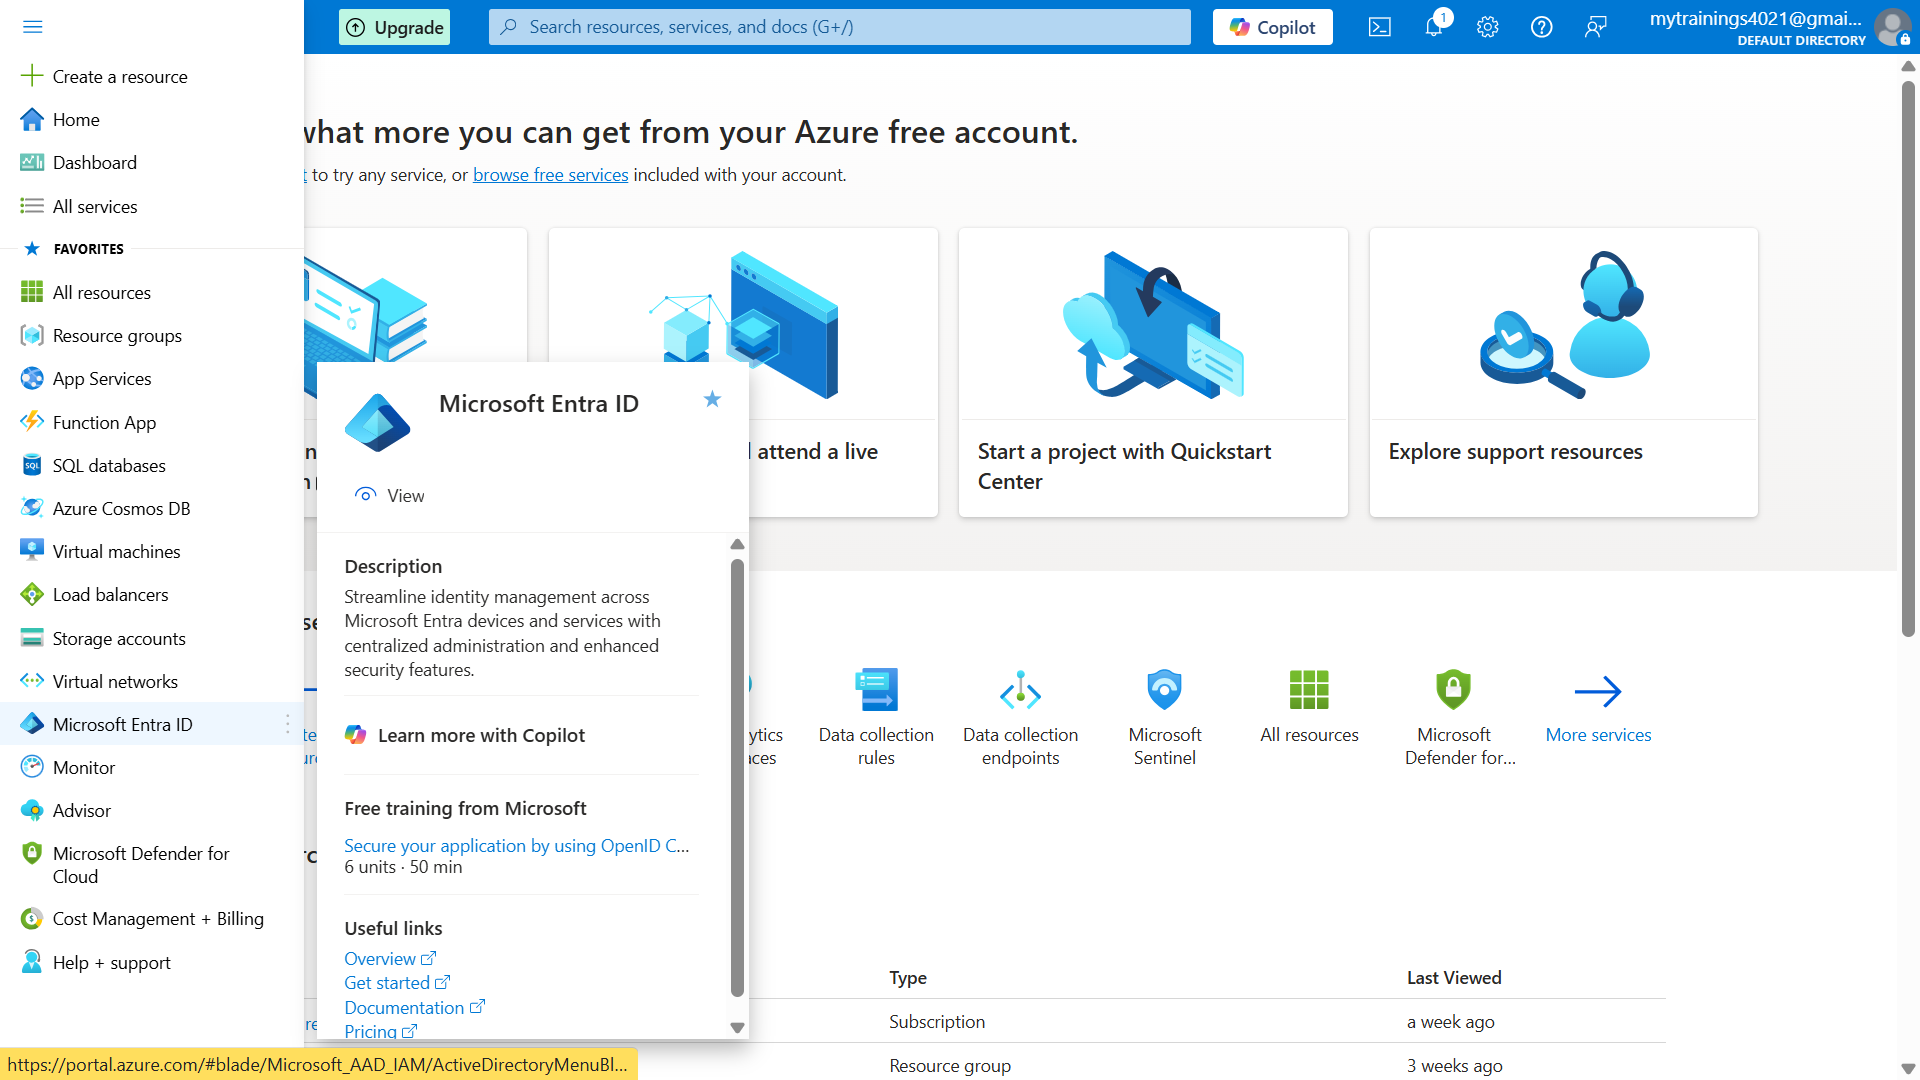 Upgrade
Search resources, services, and docs (G+/)
Copilot
1
mytrainings4021@gmai...
DEFAULT DIRECTORY
Create a resource
Home
Dashboard
All services
FAVORITES
All resources
Resource groups
App Services
Function App
SQL databases
Azure Cosmos DB
Virtual machines
Load balancers
Storage accounts
Virtual networks
Microsoft Entra ID
Monitor
Advisor
Microsoft Defender for
Cloud
Cost Management + Billing
Help + support
what more you can get from your Azure free account.
to try any service, or browse free services included with your account.
attend a live
Start a project with Quickstart
Center
Explore support resources
Microsoft Entra ID
View
Description
Streamline identity management across
Microsoft Entra devices and services with
centralized administration and enhanced
security features.
Learn more with Copilot
Free training from Microsoft
Secure your application by using OpenID C...
6 units · 50 min
Useful links
Overview
Get started
Documentation
Pricing
Data collection
rules
Data collection
endpoints
Microsoft
Sentinel
All resources
Microsoft
Defender for...
More services
Type
Last Viewed
Subscription
a week ago
Resource group
3 weeks ago
https://portal.azure.com/#blade/Microsoft_AAD_IAM/ActiveDirectoryMenuBl...